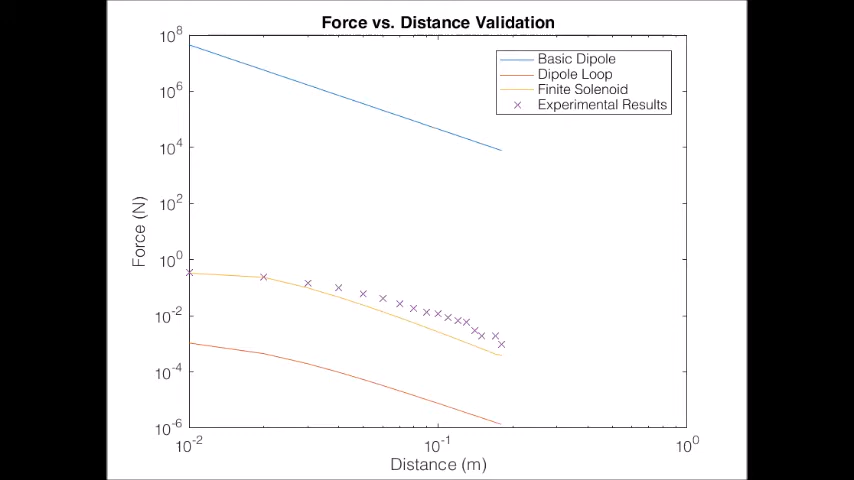 Force vs. Distance Validation
10^8
10^6
10^4
10^2
10^0
10^-2
10^-4
10^-6
Force (N)
Basic Dipole
Dipole Loop
Finite Solenoid
Experimental Results
10^-2
10^-1
10^0
Distance (m)